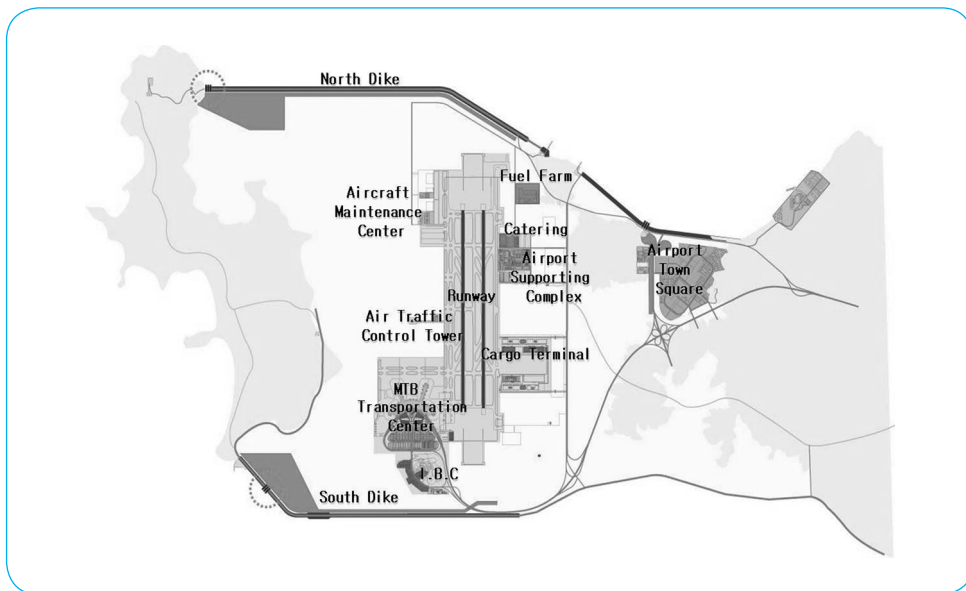 North Dike
Fuel Farm
Aircraft
Maintenance
Center
Catering
Airport
Supporting
Complex
Airport
Town
Square
Runway
Air Traffic
Control Tower
Cargo Terminal
MTB
Transportation
Center
I.B.C
South Dike